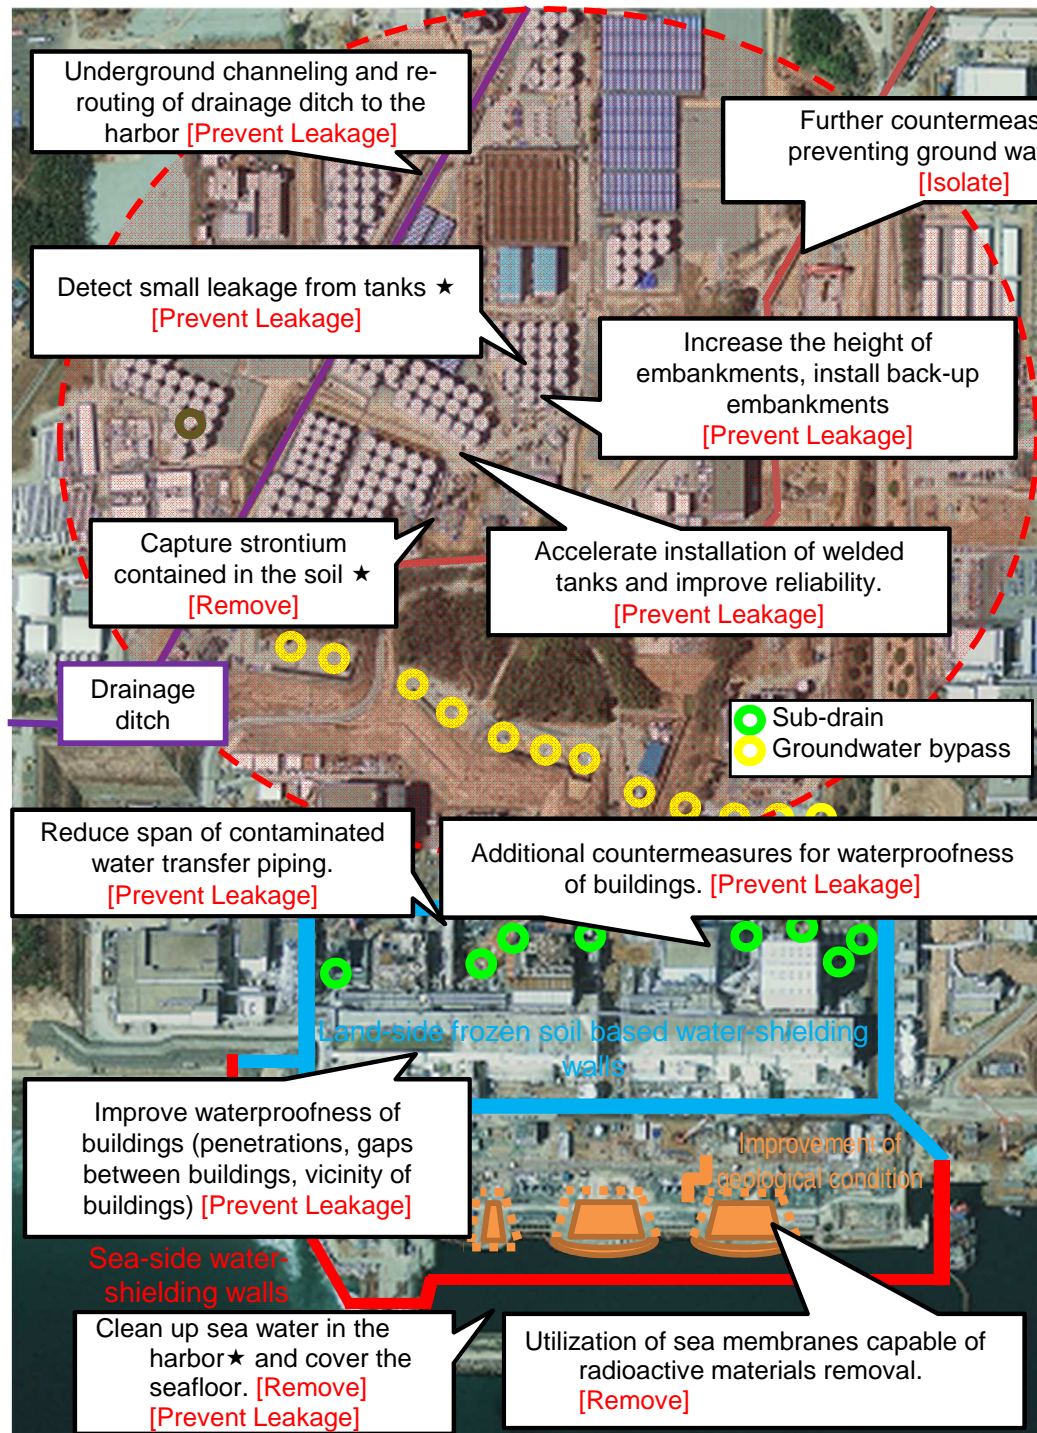 Underground channeling and re-
routing of drainage ditch to the
harbor [Prevent Leakage]
Further countermeas
preventing ground wa
[Isolate]
Detect small leakage from tanks ★
[Prevent Leakage]
Increase the height of
embankments, install back-up
embankments
[Prevent Leakage]
Capture strontium
contained in the soil ★
[Remove]
Accelerate installation of welded
tanks and improve reliability.
[Prevent Leakage]
Drainage
ditch
Sub-drain
Groundwater bypass
Reduce span of contaminated
water transfer piping.
[Prevent Leakage]
Additional countermeasures for waterproofness
of buildings. [Prevent Leakage]
Land-side frozen soil based water-shielding
walls
Improve waterproofness of
buildings (penetrations, gaps
between buildings, vicinity of
buildings) [Prevent Leakage]
Improvement of
geological condition
Sea-side water-
shielding walls
Clean up sea water in the
harbor★ and cover the
seafloor. [Remove]
[Prevent Leakage]
Utilization of sea membranes capable of
radioactive materials removal.
[Remove]